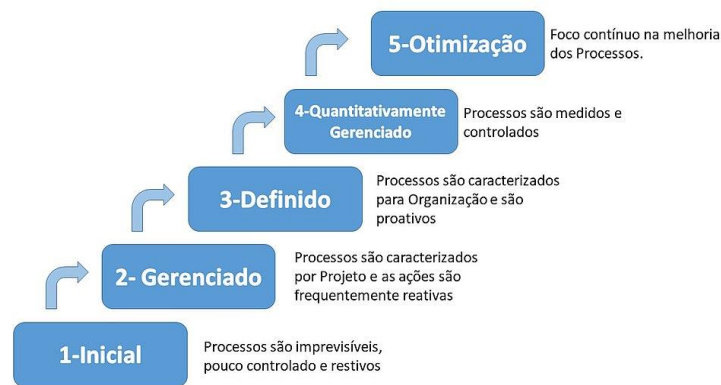 5-Otimização
Foco contínuo na melhoria
dos Processos.
4-Quantitativamente
Gerenciado
Processos são medidos e
controlados
3-Definido
Processos são caracterizados
para Organização e são
proativos
2- Gerenciado
Processos são caracterizados
por Projeto e as ações são
frequentemente reativas
1-Inicial
Processos são imprevisíveis,
pouco controlado e restivos